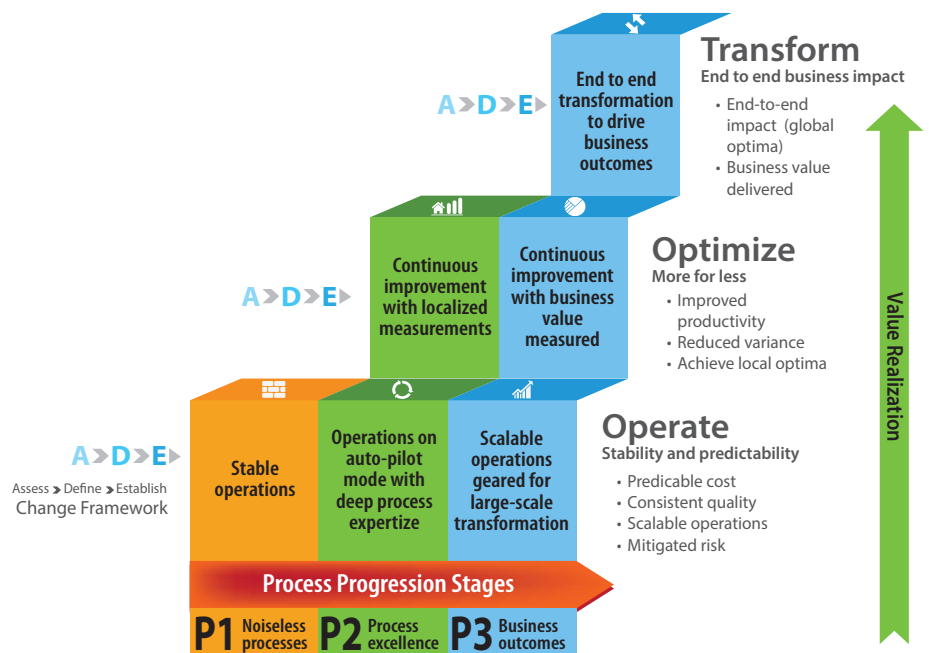 Transform
End to end business impact
• End-to-end
impact (global
optima)
• Business value
delivered
A > D > E
End to end
transformation
to drive
business
outcomes
Optimize
More for less
• Improved
productivity
• Reduced variance
• Achieve local optima
A > D > E
Continuous
improvement
with localized
measurements
Continuous
improvement
with business
value
measured
Value Realization
Operate
Stability and predictability
• Predicable cost
• Consistent quality
• Scalable operations
• Mitigated risk
A > D > E
Assess > Define > Establish
Change Framework
Stable
operations
Operations on
auto-pilot
mode with
deep process
expertize
Scalable
operations
geared for
large-scale
transformation
Process Progression Stages
P1 Noiseless
processes
P2 Process
excellence
P3 Business
outcomes